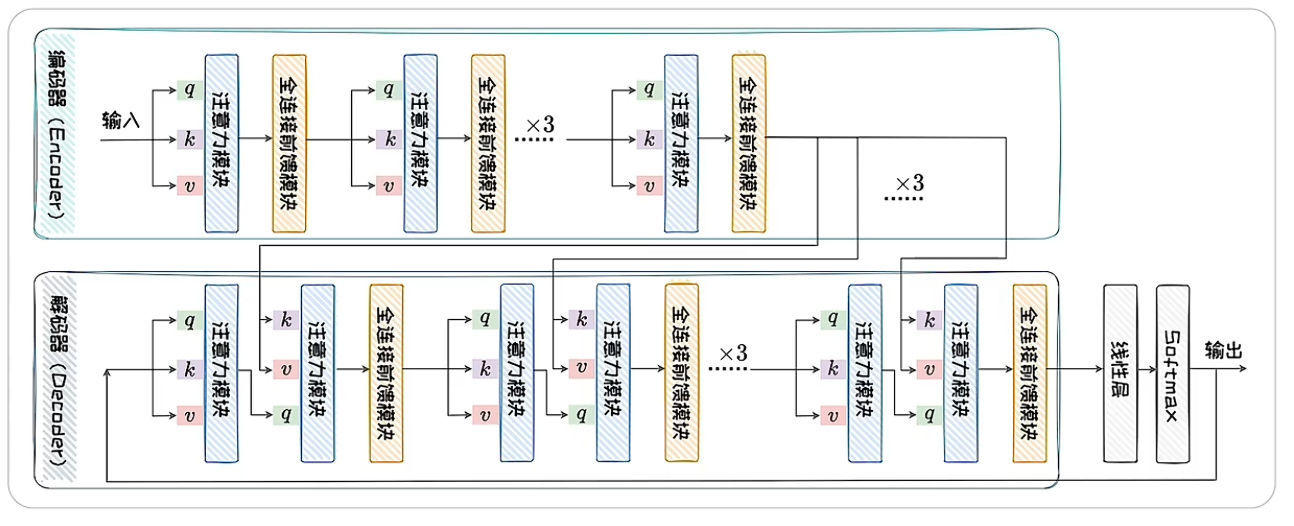 编码器（Encoder）
输入
q
k
v
注意力模块
全连接前馈模块
q
k
v
注意力模块
全连接前馈模块
×3
......
q
k
v
注意力模块
全连接前馈模块
×3
......
解码器（Decoder）
q
k
v
注意力模块
k
v
q
注意力模块
全连接前馈模块
q
k
v
注意力模块
k
v
q
注意力模块
全连接前馈模块
×3
......
q
k
v
注意力模块
k
v
q
注意力模块
全连接前馈模块
线性层
Softmax
输出